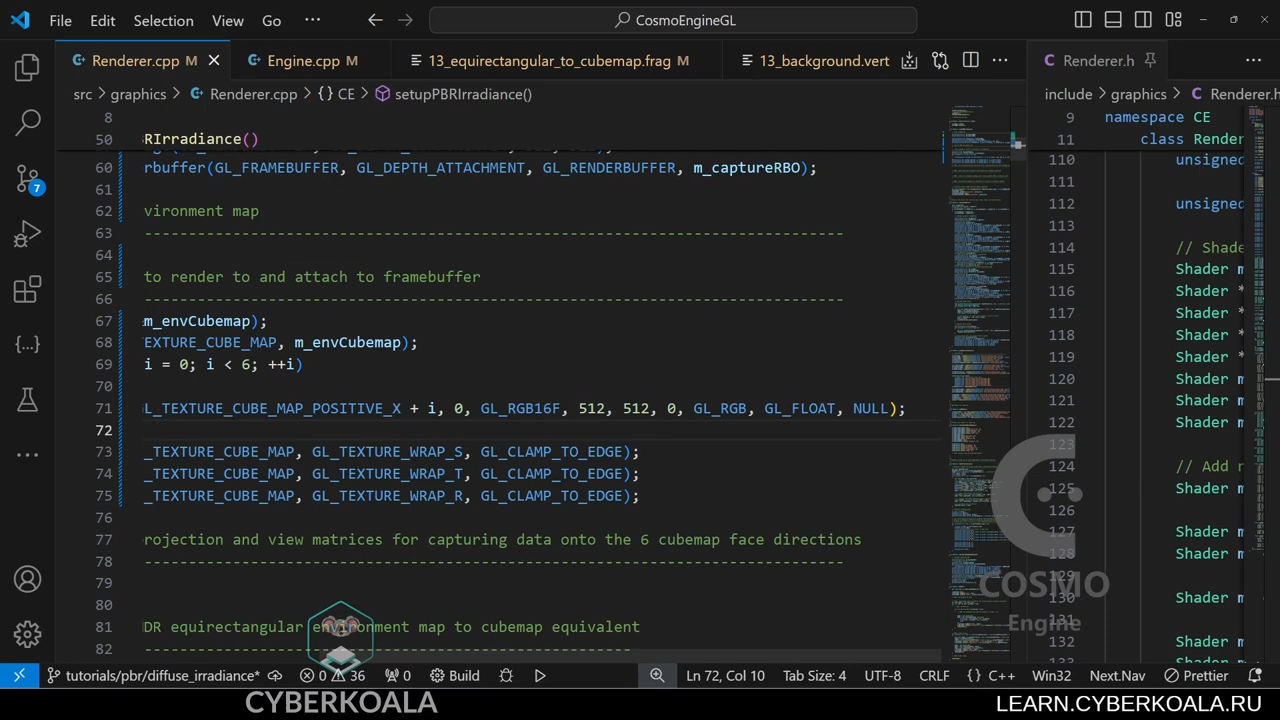 File Edit Selection View Go ··· CosmoEngineGL
Renderer.cpp M Engine.cpp M 13_equirectangular_to_cubemap.frag M 13_background.vert Renderer.h
src > graphics > Renderer.cpp > {} CE > setupPBRIrradiance()
include > graphics > Renderer.h
8
50 RIrradiance()
60 rbuffer(GL_FRAMEBUFFER, GL_DEPTH_ATTACHMENT, GL_RENDERBUFFER, m_captureRBO);
61
62 vironment map
63 ----------------------------------------------------------------------------------
64
65 to render to and attach to framebuffer
66 ----------------------------------------------------------------------------------
67 m_envCubemap);
68 EXTURE_CUBE_MAP, m_envCubemap);
69 i = 0; i < 6; ++i)
70
71 GL_TEXTURE_CUBE_MAP_POSITIVE_X + i, 0, GL_RGB16F, 512, 512, 0, GL_RGB, GL_FLOAT, NULL);
72
73 _TEXTURE_CUBE_MAP, GL_TEXTURE_WRAP_S, GL_CLAMP_TO_EDGE);
74 _TEXTURE_CUBE_MAP, GL_TEXTURE_WRAP_T, GL_CLAMP_TO_EDGE);
75 _TEXTURE_CUBE_MAP, GL_TEXTURE_WRAP_R, GL_CLAMP_TO_EDGE);
76
77 projection and view matrices for capturing data onto the 6 cubemap face directions
78 ----------------------------------------------------------------------------------
79
80
81 HDR equirectangular environment map to cubemap equivalent
82 ---------------------------------------------------------
9 namespace CE
11 class Render
110 unsigned
111
112 unsigned
114 // Shade
115 Shader
116 Shader *
117 Shader
118 Shader
119 Shader
120 Shader
121 Shader
122 Shader
123
124 // Add
125 Shader
126
127 Shader
128 Shader
129
130 Shader
132 Shader
133 Shader
7
COSMO
Engine
tutorials/pbr/diffuse_irradiance* 0 36 0 Build Ln 72, Col 10 Tab Size: 4 UTF-8 CRLF {} C++ Win32 Next.Nav Prettier
CYBERKOALA
LEARN.CYBERKOALA.RU